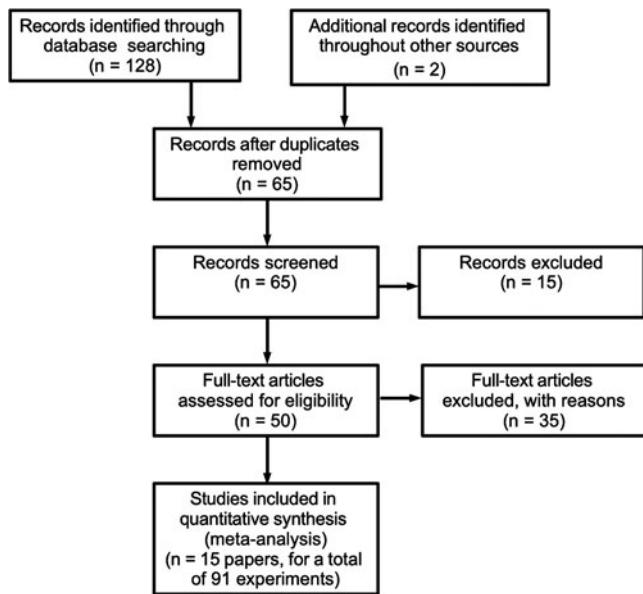 Records identified through
database searching
(n = 128)
Additional records identified
throughout other sources
(n = 2)
Records after duplicates
removed
(n = 65)
Records screened
(n = 65)
Records excluded
(n = 15)
Full-text articles
assessed for eligibility
(n = 50)
Full-text articles
excluded, with reasons
(n = 35)
Studies included in
quantitative synthesis
(meta-analysis)
(n = 15 papers, for a total
of 91 experiments)